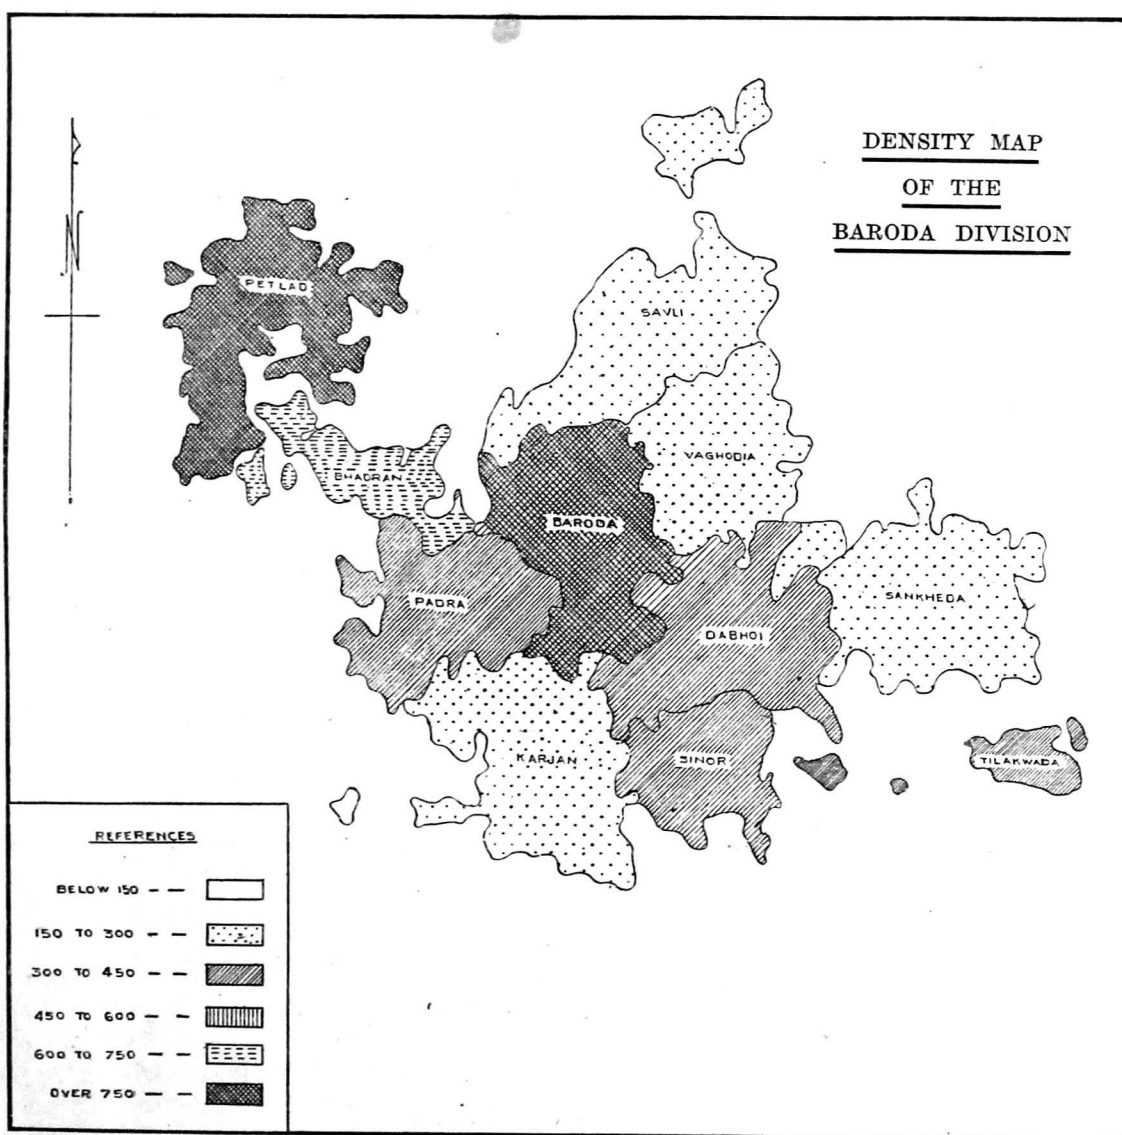 DENSITY MAP
OF THE
BARODA DIVISION
N
PETLAD
SAVLI
VAGHODIA
BHADRAN
BARODA
PADRA
DABHOI
SANKHEDA
KARJAN
SINOR
TILAKWADA
REFERENCES
BELOW 150 — —
150 TO 300 — —
300 TO 450 — —
450 TO 600 — —
600 TO 750 — —
OVER 750 — —